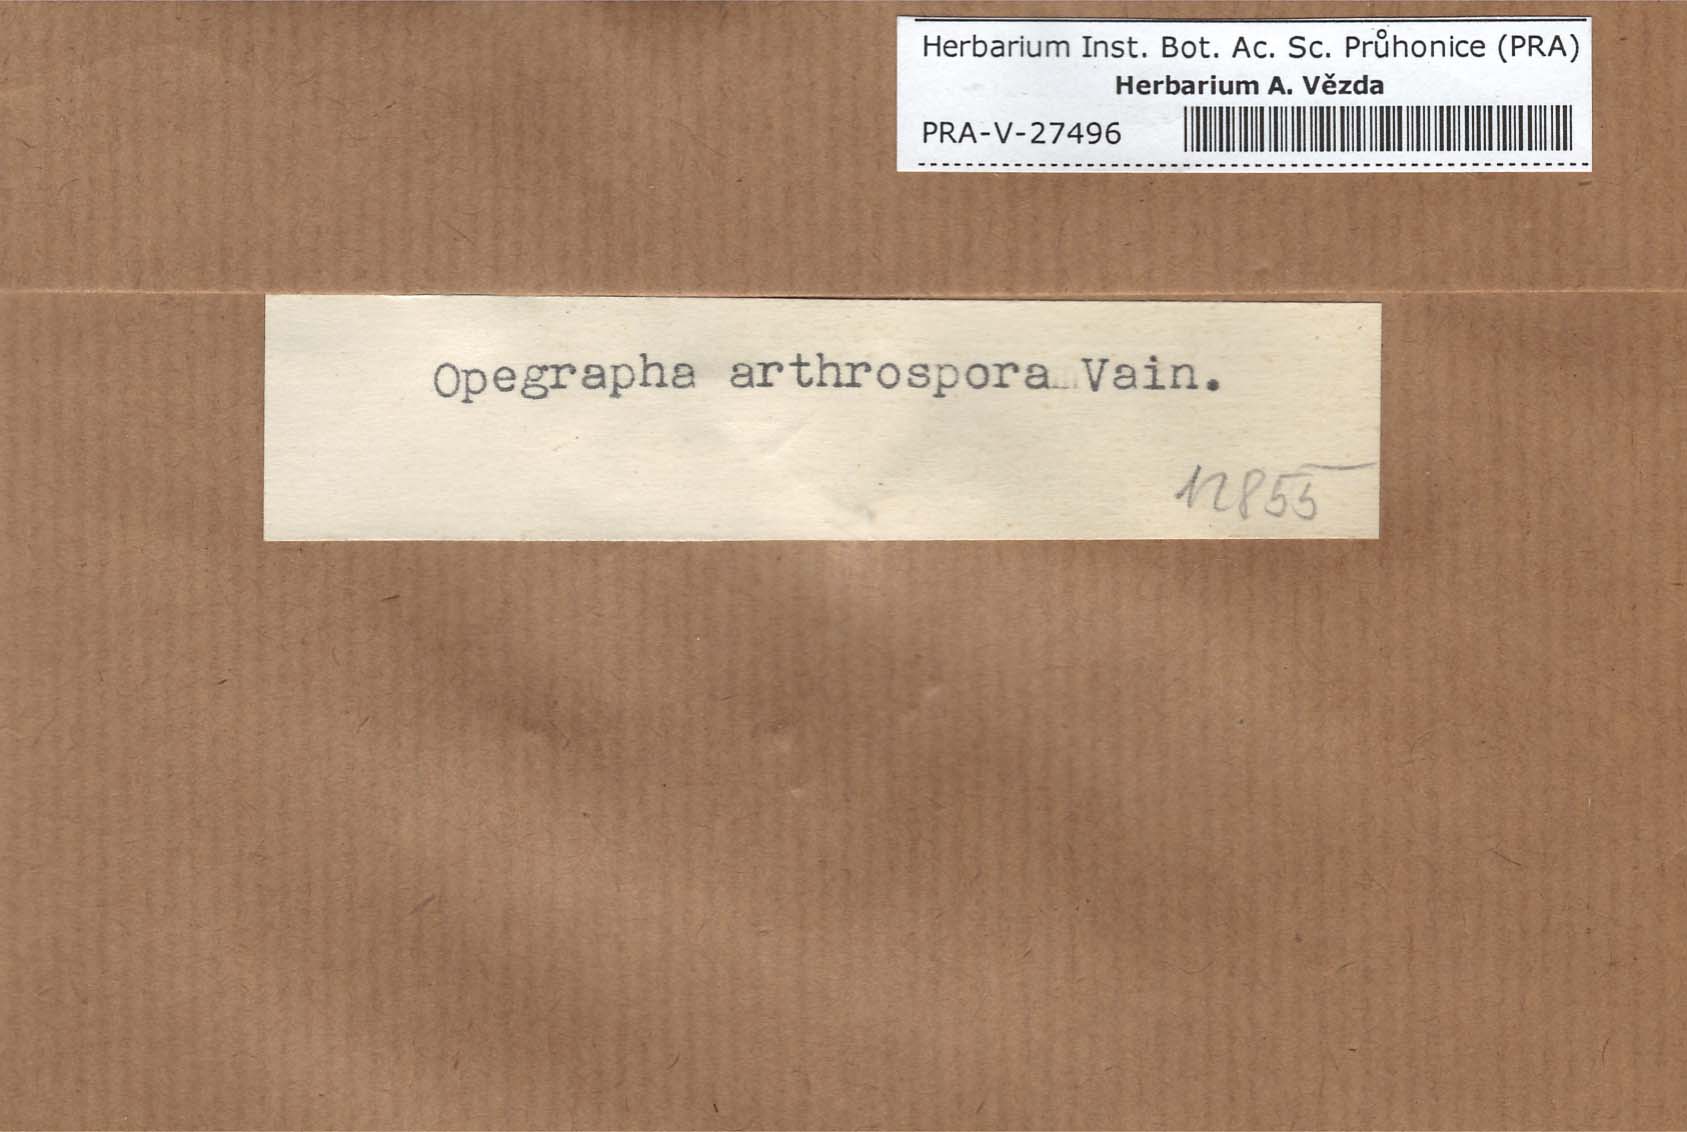 Herbarium Inst. Bot. Ac. Sc. Průhonice (PRA)
Herbarium A. Vězda
PRA-V-27496
Opegrapha arthrospora Vain.
12855